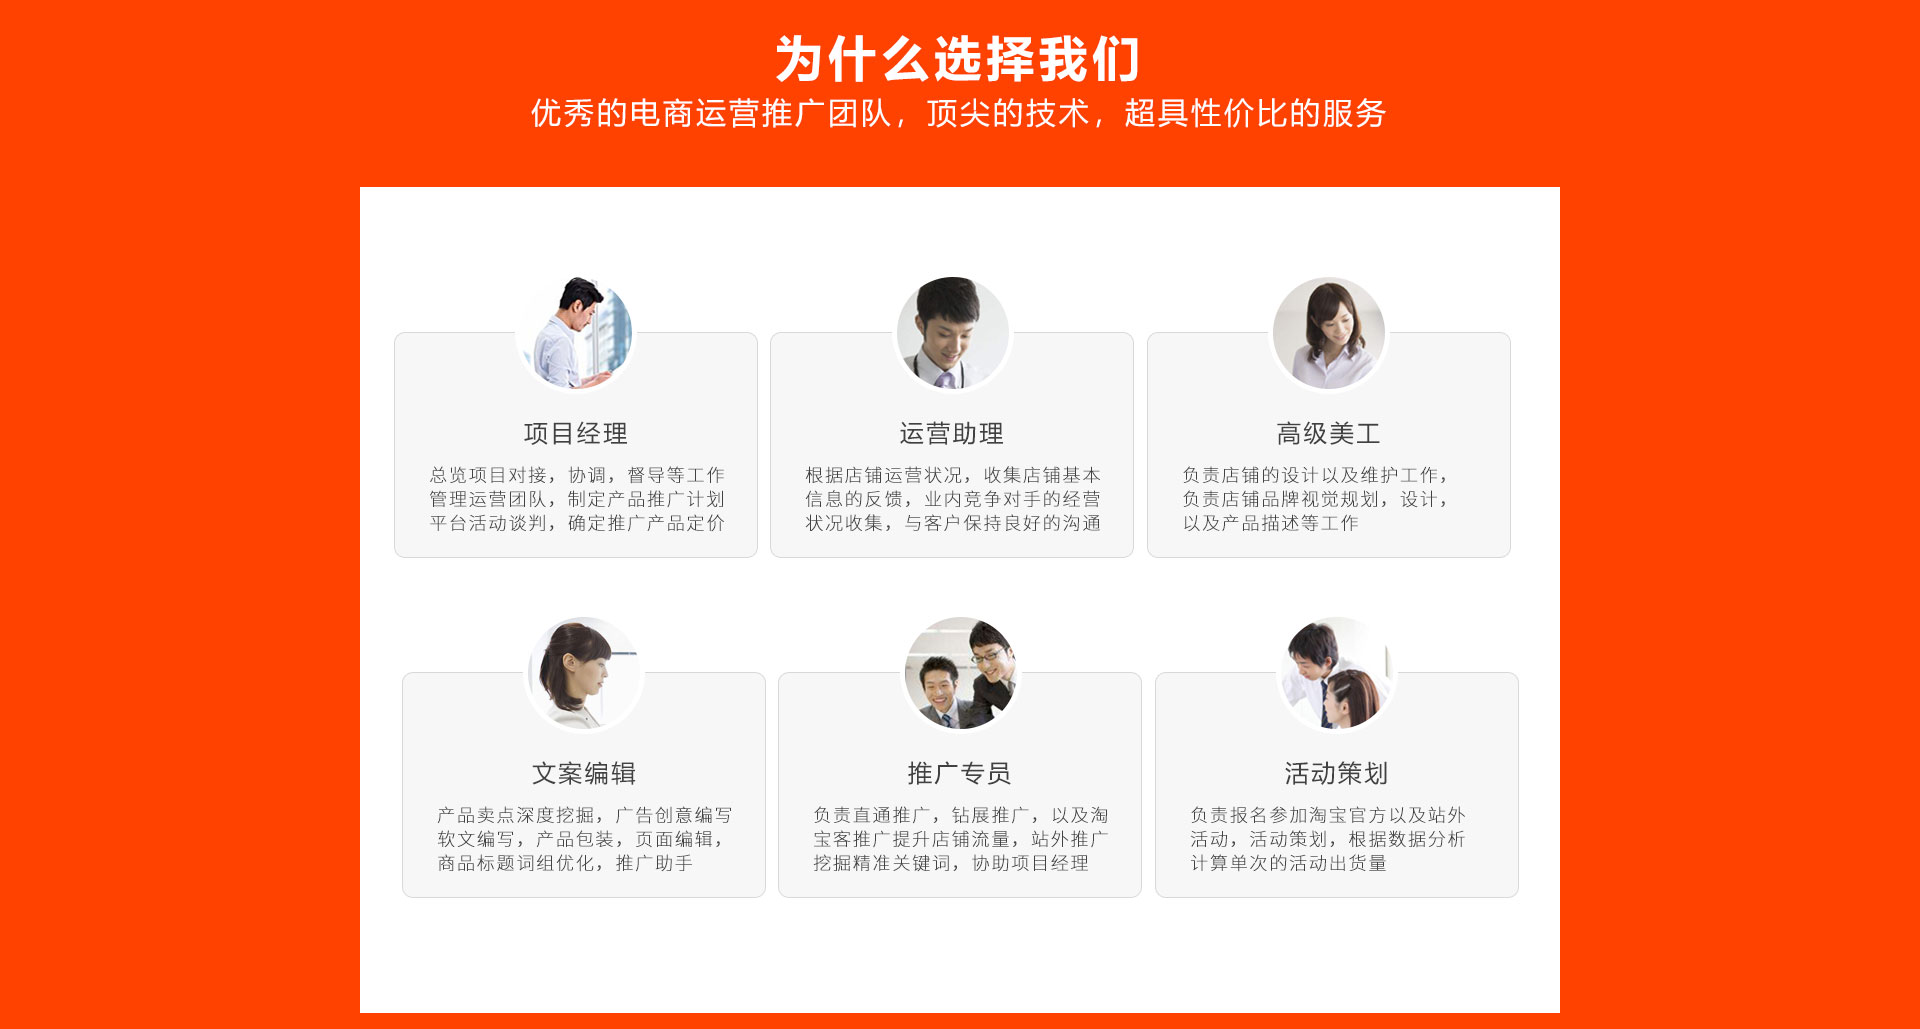 为什么选择我们
优秀的电商运营推广团队，顶尖的技术，超具性价比的服务
项目经理
总览项目对接，协调，督导等工作
管理运营团队，制定产品推广计划
平台活动谈判，确定推广产品定价
运营助理
根据店铺运营状况，收集店铺基本
信息的反馈，业内竞争对手的经营
状况收集，与客户保持良好的沟通
高级美工
负责店铺的设计以及维护工作，
负责店铺品牌视觉规划，设计，
以及产品描述等工作
文案编辑
产品卖点深度挖掘，广告创意编写
软文编写，产品包装，页面编辑，
商品标题词组优化，推广助手
推广专员
负责直通推广，钻展推广，以及淘
宝客推广提升店铺流量，站外推广
挖掘精准关键词，协助项目经理
活动策划
负责报名参加淘宝官方以及站外
活动，活动策划，根据数据分析
计算单次的活动出货量